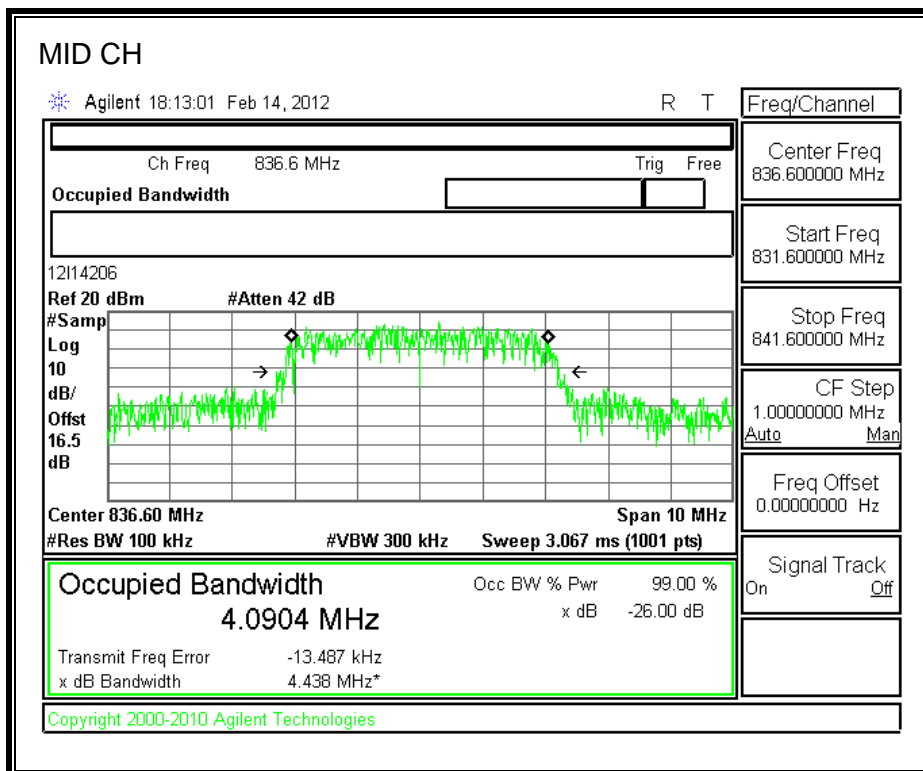 MID CH
Agilent 18:13:01 Feb 14, 2012 R T
Freq/Channel
Ch Freq 836.6 MHz Trig Free
Occupied Bandwidth
Center Freq
836.600000 MHz
Start Freq
831.600000 MHz
12I14206
Ref 20 dBm #Atten 42 dB
#Samp
Log
10
dB/
Offst
16.5
dB
Stop Freq
841.600000 MHz
CF Step
1.00000000 MHz
Auto Man
Freq Offset
0.00000000 Hz
Center 836.60 MHz Span 10 MHz
#Res BW 100 kHz #VBW 300 kHz Sweep 3.067 ms (1001 pts)
Signal Track
On Off
Occupied Bandwidth Occ BW % Pwr 99.00 %
4.0904 MHz x dB -26.00 dB
Transmit Freq Error -13.487 kHz
x dB Bandwidth 4.438 MHz*
Copyright 2000-2010 Agilent Technologies